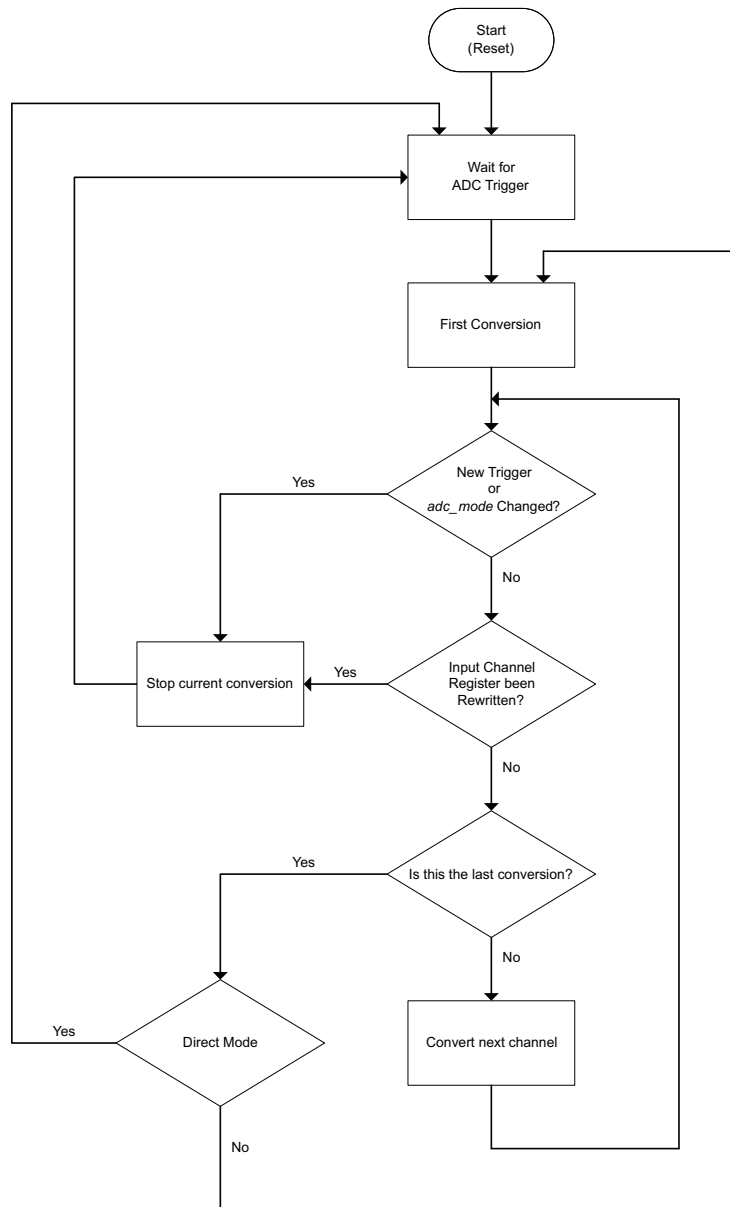 Start
(Reset)
Wait for
ADC Trigger
First Conversion
New Trigger
or
adc_mode Changed?
Yes
No
Input Channel
Register been
Rewritten?
Yes
Stop current conversion
No
Is this the last conversion?
Yes
No
Direct Mode
Yes
Convert next channel
No